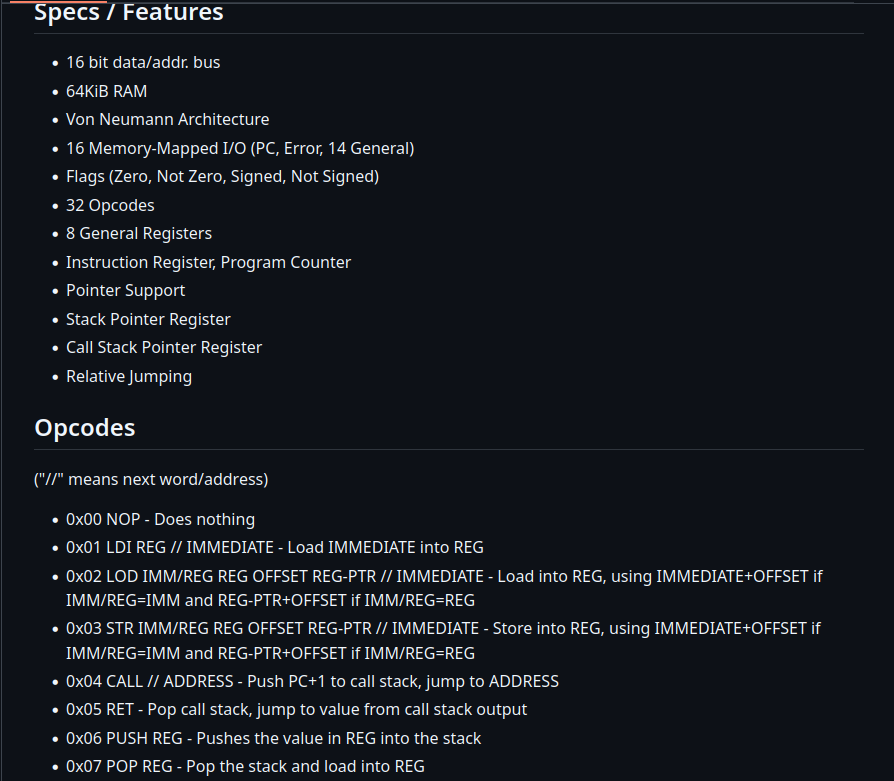 Specs / Features
16 bit data/addr. bus
64KiB RAM
Von Neumann Architecture
16 Memory-Mapped I/O (PC, Error, 14 General)
Flags (Zero, Not Zero, Signed, Not Signed)
32 Opcodes
8 General Registers
Instruction Register, Program Counter
Pointer Support
Stack Pointer Register
Call Stack Pointer Register
Relative Jumping
Opcodes
("//" means next word/address)
0x00 NOP - Does nothing
0x01 LDI REG // IMMEDIATE - Load IMMEDIATE into REG
0x02 LOD IMM/REG REG OFFSET REG-PTR // IMMEDIATE - Load into REG, using IMMEDIATE+OFFSET if
IMM/REG=IMM and REG-PTR+OFFSET if IMM/REG=REG
0x03 STR IMM/REG REG OFFSET REG-PTR // IMMEDIATE - Store into REG, using IMMEDIATE+OFFSET if
IMM/REG=IMM and REG-PTR+OFFSET if IMM/REG=REG
0x04 CALL // ADDRESS - Push PC+1 to call stack, jump to ADDRESS
0x05 RET - Pop call stack, jump to value from call stack output
0x06 PUSH REG - Pushes the value in REG into the stack
0x07 POP REG - Pop the stack and load into REG